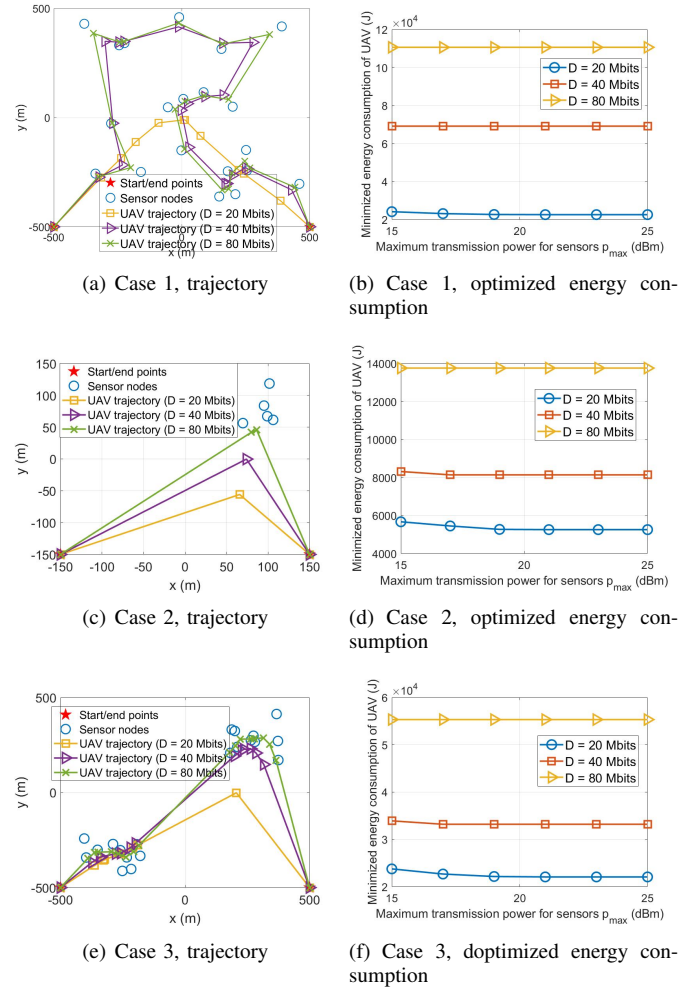 500
0
-500
-500
0
500
y (m)
x (m)
Start/end points
Sensor nodes
UAV trajectory (D = 20 Mbits)
UAV trajectory (D = 40 Mbits)
UAV trajectory (D = 80 Mbits)
(a) Case 1, trajectory
× 10⁴
12
10
8
6
4
2
15
20
25
Minimized energy consumption of UAV (J)
Maximum transmission power for sensors p_max (dBm)
D = 20 Mbits
D = 40 Mbits
D = 80 Mbits
(b) Case 1, optimized energy con-
sumption
150
100
50
0
-50
-100
-150
-150
-100
-50
0
50
100
150
y (m)
x (m)
Start/end points
Sensor nodes
UAV trajectory (D = 20 Mbits)
UAV trajectory (D = 40 Mbits)
UAV trajectory (D = 80 Mbits)
(c) Case 2, trajectory
14000
12000
10000
8000
6000
4000
15
20
25
Minimized energy consumption of UAV (J)
Maximum transmission power for sensors p_max (dBm)
D = 20 Mbits
D = 40 Mbits
D = 80 Mbits
(d) Case 2, optimized energy con-
sumption
500
0
-500
-500
0
500
y (m)
x (m)
Start/end points
Sensor nodes
UAV trajectory (D = 20 Mbits)
UAV trajectory (D = 40 Mbits)
UAV trajectory (D = 80 Mbits)
(e) Case 3, trajectory
× 10⁴
6
5
4
3
2
15
20
25
Minimized energy consumption of UAV (J)
Maximum transmission power for sensors p_max (dBm)
D = 20 Mbits
D = 40 Mbits
D = 80 Mbits
(f) Case 3, doptimized energy con-
sumption